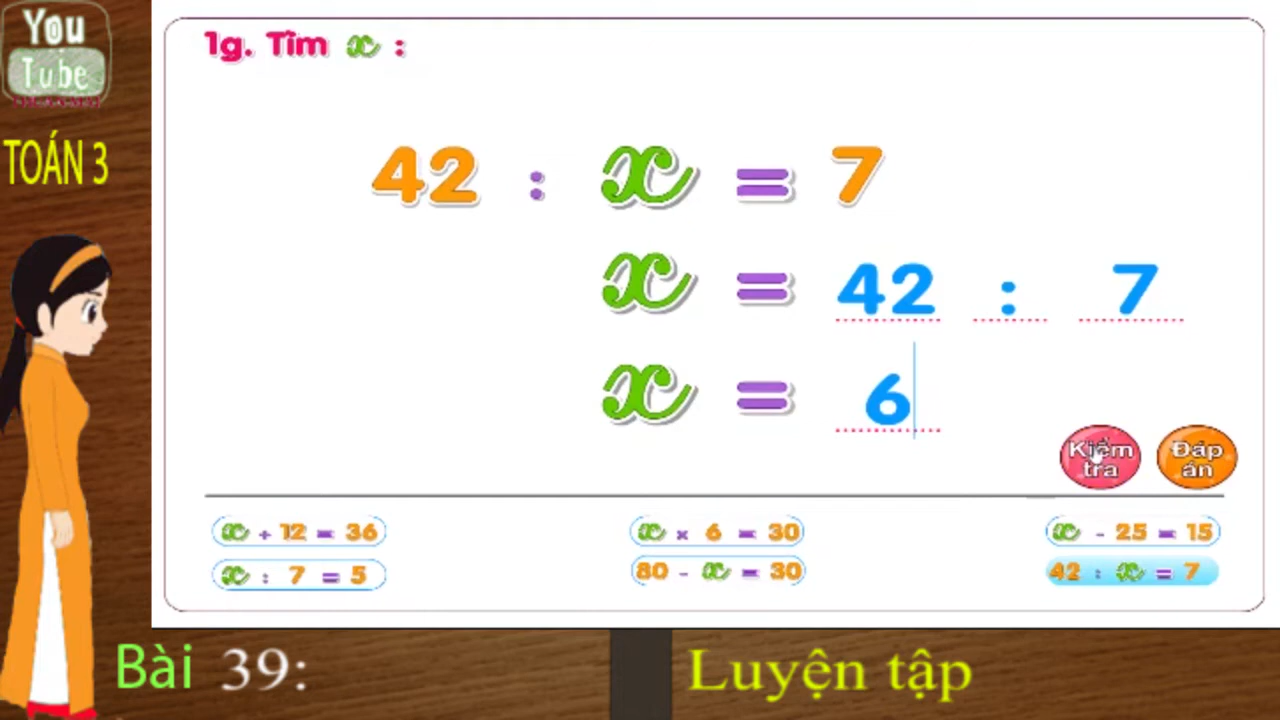 You
Tube
TOÁN 3
1g. Tìm x :
42 : x = 7
x = 42 : 7
x = 6
Kiểm tra
Đáp án
x + 12 = 36
x × 6 = 30
x - 25 = 15
x : 7 = 5
80 - x = 30
42 : x = 7
Bài 39:
Luyện tập